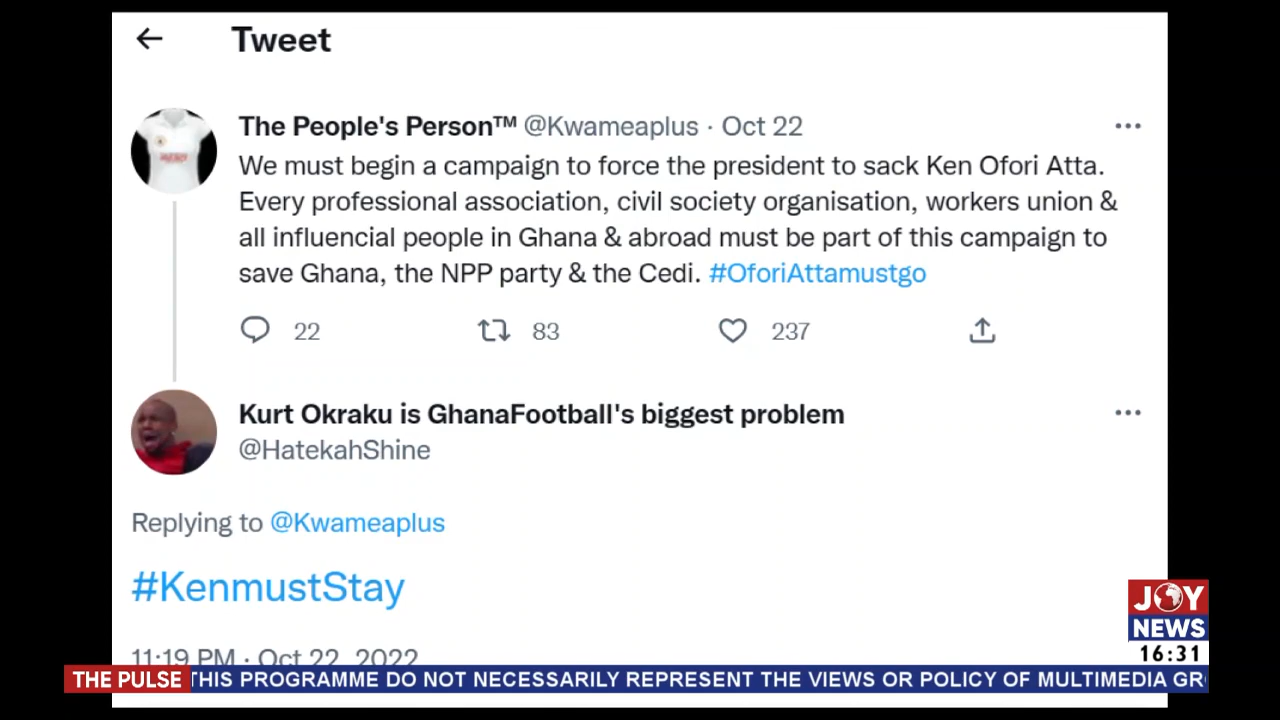 Tweet
The People's Person™ @Kwameaplus · Oct 22
We must begin a campaign to force the president to sack Ken Ofori Atta.
Every professional association, civil society organisation, workers union &
all influencial people in Ghana & abroad must be part of this campaign to
save Ghana, the NPP party & the Cedi. #OforiAttamustgo
22 83 237
Kurt Okraku is GhanaFootball's biggest problem
@HatekahShine
Replying to @Kwameaplus
#KenmustStay
11:19 PM · Oct 22, 2022
JOY
NEWS
16:31
THE PULSE THIS PROGRAMME DO NOT NECESSARILY REPRESENT THE VIEWS OR POLICY OF MULTIMEDIA GR